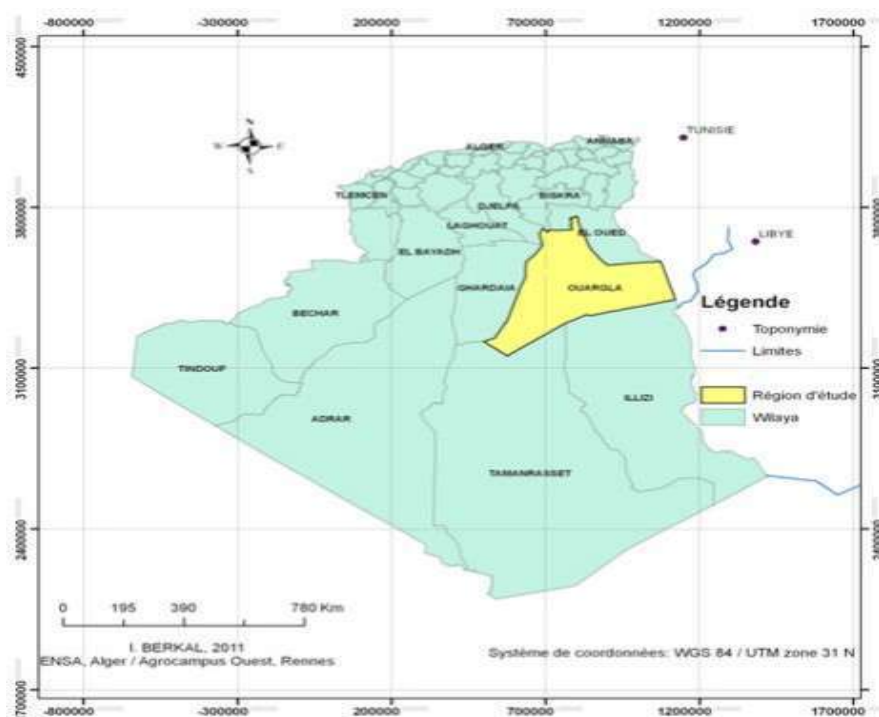 -800000 -300000 200000 700000 1200000 1700000
4500000
N
TUNISIE
ALGER
ANNABA
TLEMCEN
BISKRA
DJELFA
3800000
3800000
LAGHOUAT
EL OUED
LIBYE
EL BAYADH
GHARDAIA
OUARGLA
Légende
BECHAR
Toponymie
Limites
3100000
TINDOUF
3100000
Région d'étude
ILLIZI
ADRAR
Wilaya
TAMANRASSET
2400000
2400000
0 195 390 780 Km
I. BERKAL, 2011
ENSA, Alger / Agrocampus Ouest, Rennes
Système de coordonnées: WGS 84 / UTM zone 31 N
-800000 -300000 200000 700000 1200000 1700000